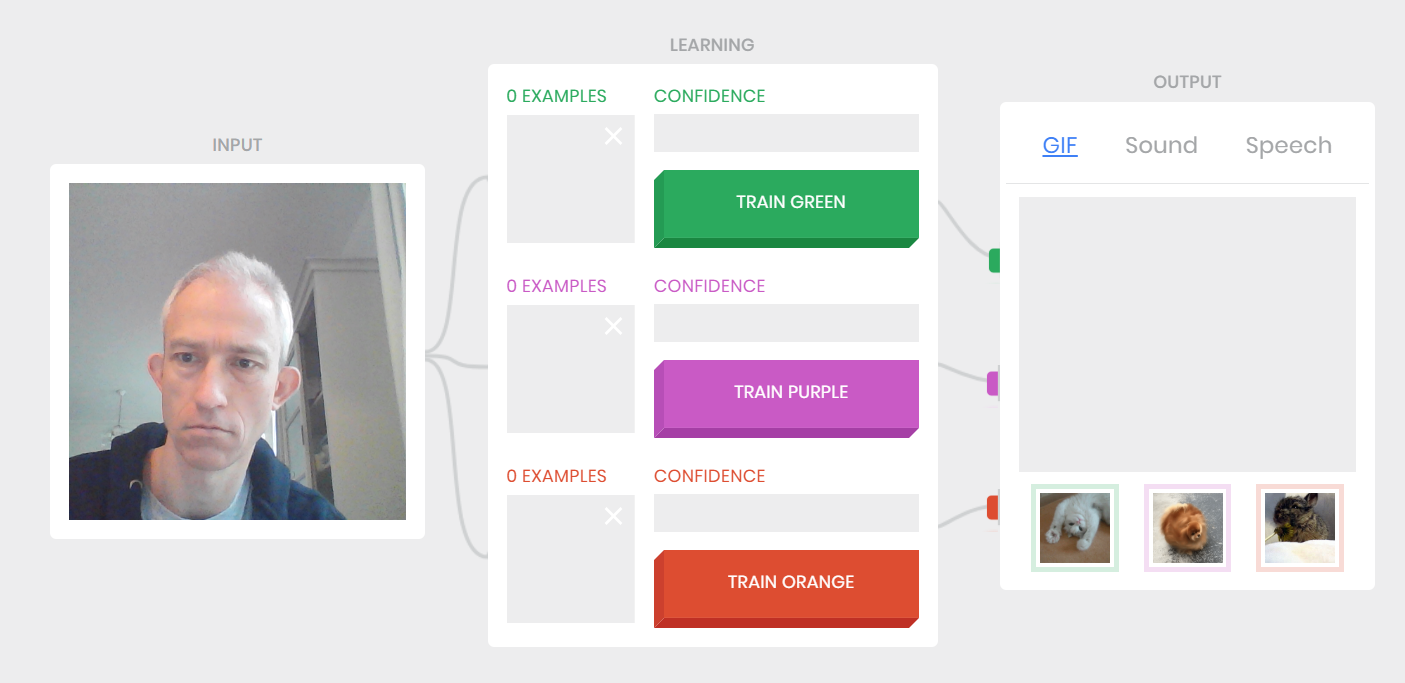 LEARNING
OUTPUT
INPUT
0 EXAMPLES
CONFIDENCE
TRAIN GREEN
0 EXAMPLES
CONFIDENCE
TRAIN PURPLE
0 EXAMPLES
CONFIDENCE
TRAIN ORANGE
GIF Sound Speech